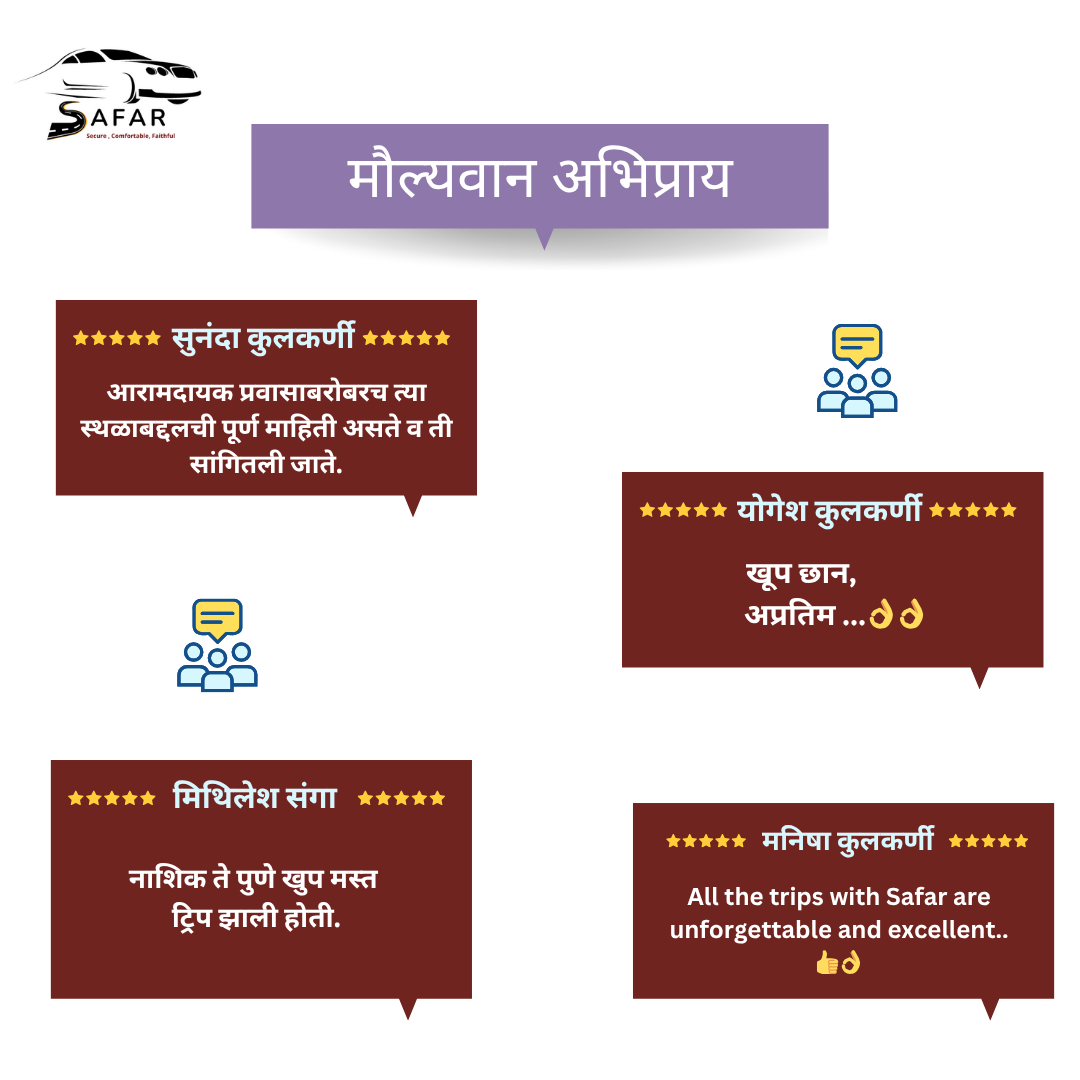 SAFAR
Secure , Comfortable, Faithful
मौल्यवान अभिप्राय
सुनंदा कुलकर्णी
आरामदायक प्रवासाबरोबरच त्या
स्थळाबद्दलची पूर्ण माहिती असते व ती
सांगितली जाते.
योगेश कुलकर्णी
खूप छान,
अप्रतिम ...👌👌
मिथिलेश संगा
नाशिक ते पुणे खुप मस्त
ट्रिप झाली होती.
मनिषा कुलकर्णी
All the trips with Safar are
unforgettable and excellent..
👍👌